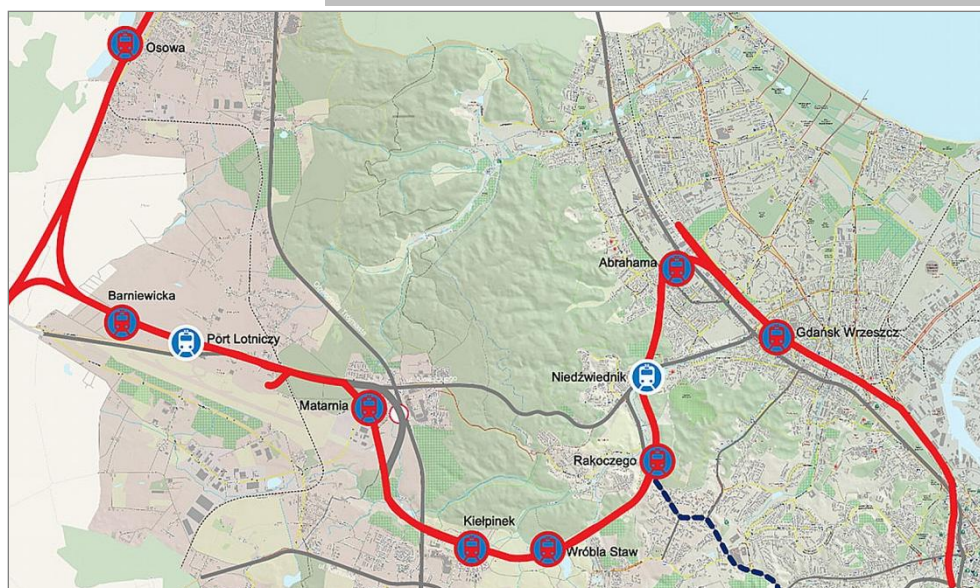 Osowa
Abrahama
Barniewicka
Port Lotniczy
Gdańsk Wrzeszcz
Niedźwiednik
Matarnia
Rakoczego
Kiełpinek
Wróbla Staw